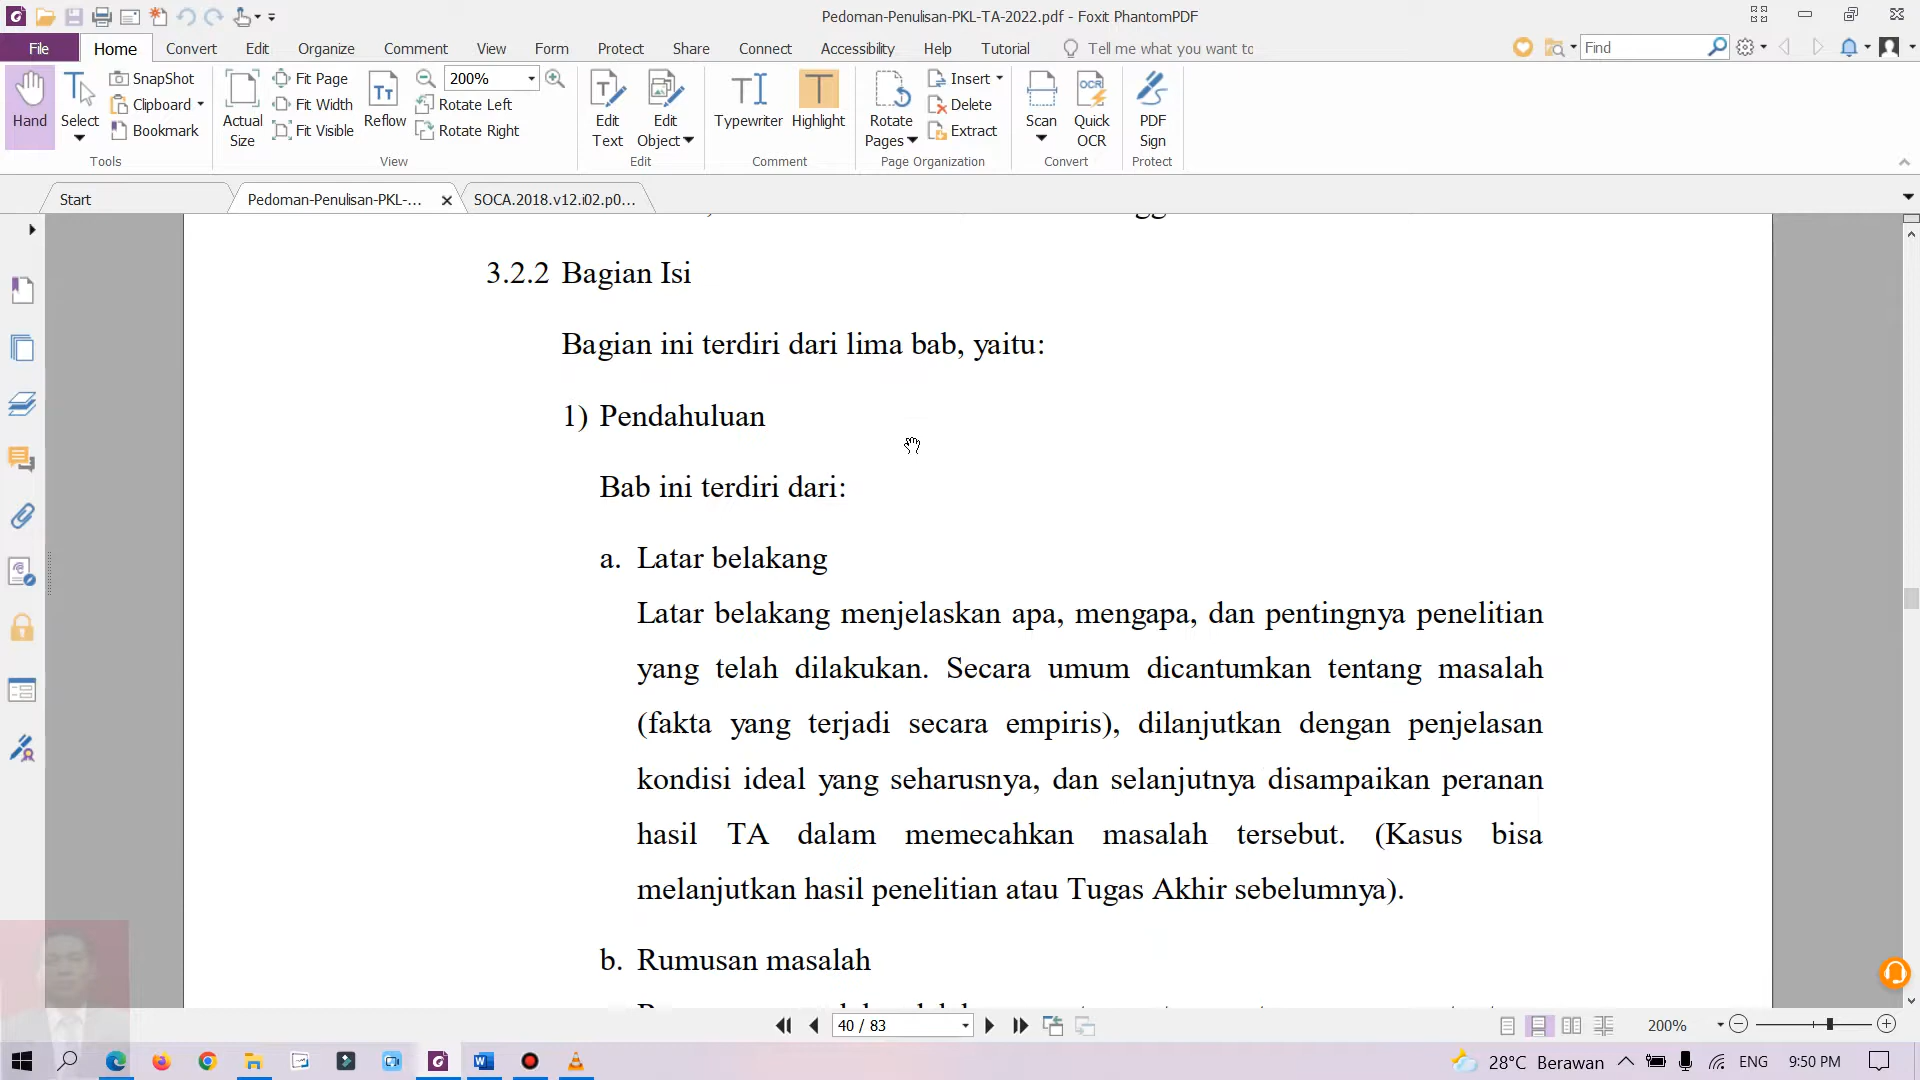 Pedoman-Penulisan-PKL-TA-2022.pdf - Foxit PhantomPDF
File Home Convert Edit Organize Comment View Form Protect Share Connect Accessibility Help Tutorial Tell me what you want to Find
Hand
Select
SnapShot
Clipboard
Bookmark
Tools
Actual Size
Fit Page
Fit Width
Fit Visible
Reflow
200%
Rotate Left
Rotate Right
View
Edit Text
Edit Object
Edit
Typewriter
Highlight
Comment
Rotate Pages
Insert
Delete
Extract
Page Organization
Scan
Quick OCR
Convert
PDF Sign
Protect
Start Pedoman-Penulisan-PKL-... SOCA.2018.v12.i02.p0...
3.2.2 Bagian Isi
Bagian ini terdiri dari lima bab, yaitu:
1) Pendahuluan
Bab ini terdiri dari:
a. Latar belakang
Latar belakang menjelaskan apa, mengapa, dan pentingnya penelitian
yang telah dilakukan. Secara umum dicantumkan tentang masalah
(fakta yang terjadi secara empiris), dilanjutkan dengan penjelasan
kondisi ideal yang seharusnya, dan selanjutnya disampaikan peranan
hasil TA dalam memecahkan masalah tersebut. (Kasus bisa
melanjutkan hasil penelitian atau Tugas Akhir sebelumnya).
b. Rumusan masalah
40 / 83
200%
28°C Berawan ENG 9:50 PM